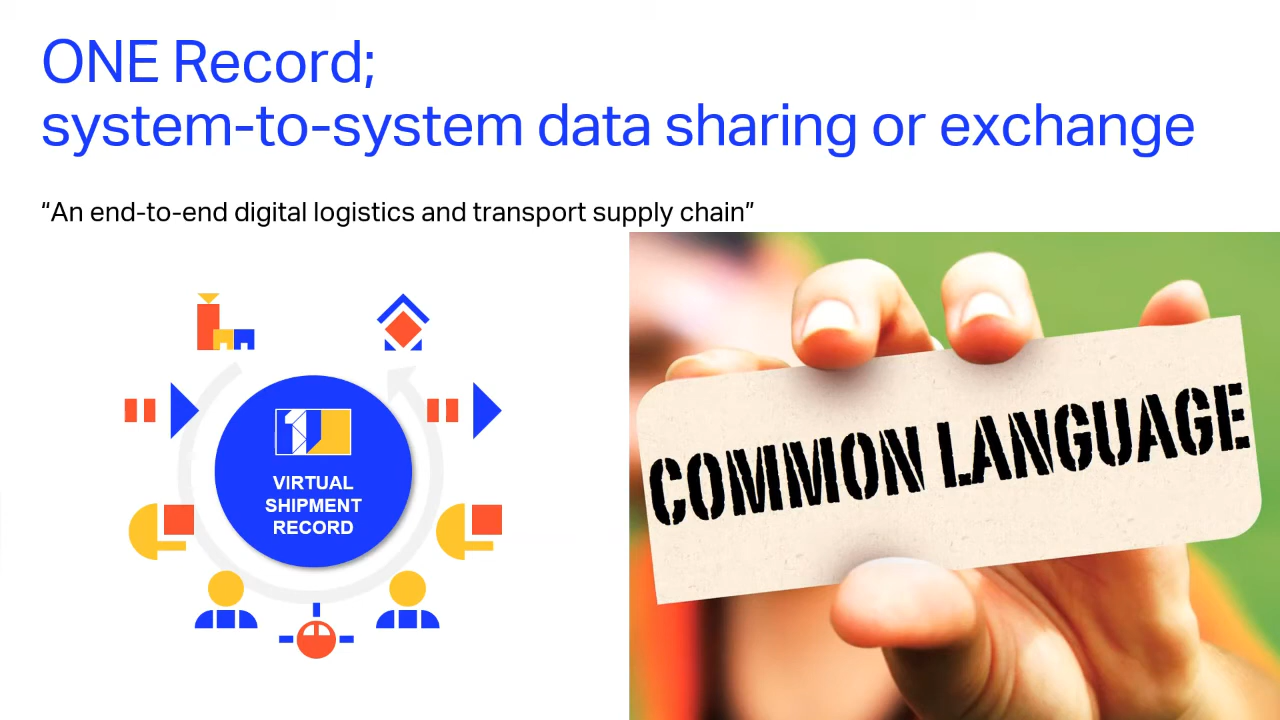 ONE Record;
system-to-system data sharing or exchange
“An end-to-end digital logistics and transport supply chain”
1
VIRTUAL
SHIPMENT
RECORD
COMMON LANGUAGE